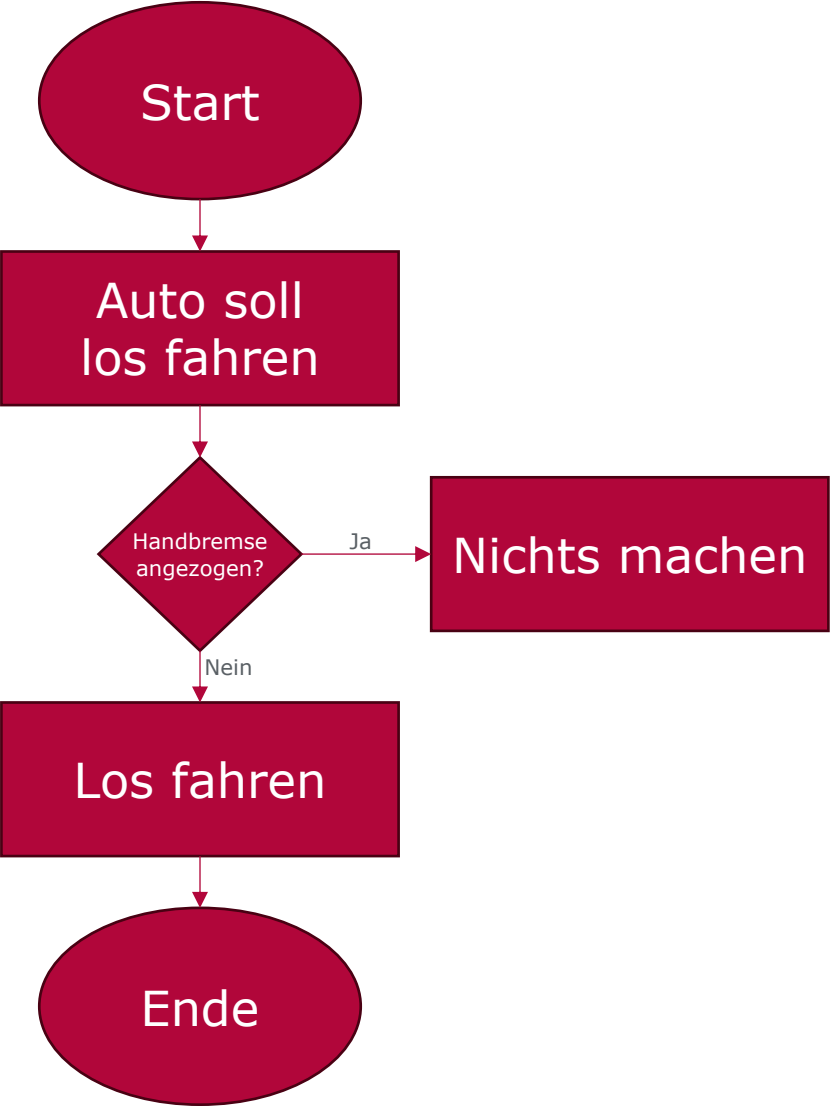 Start
Auto soll
los fahren
Handbremse
angezogen?
Ja
Nichts machen
Nein
Los fahren
Ende